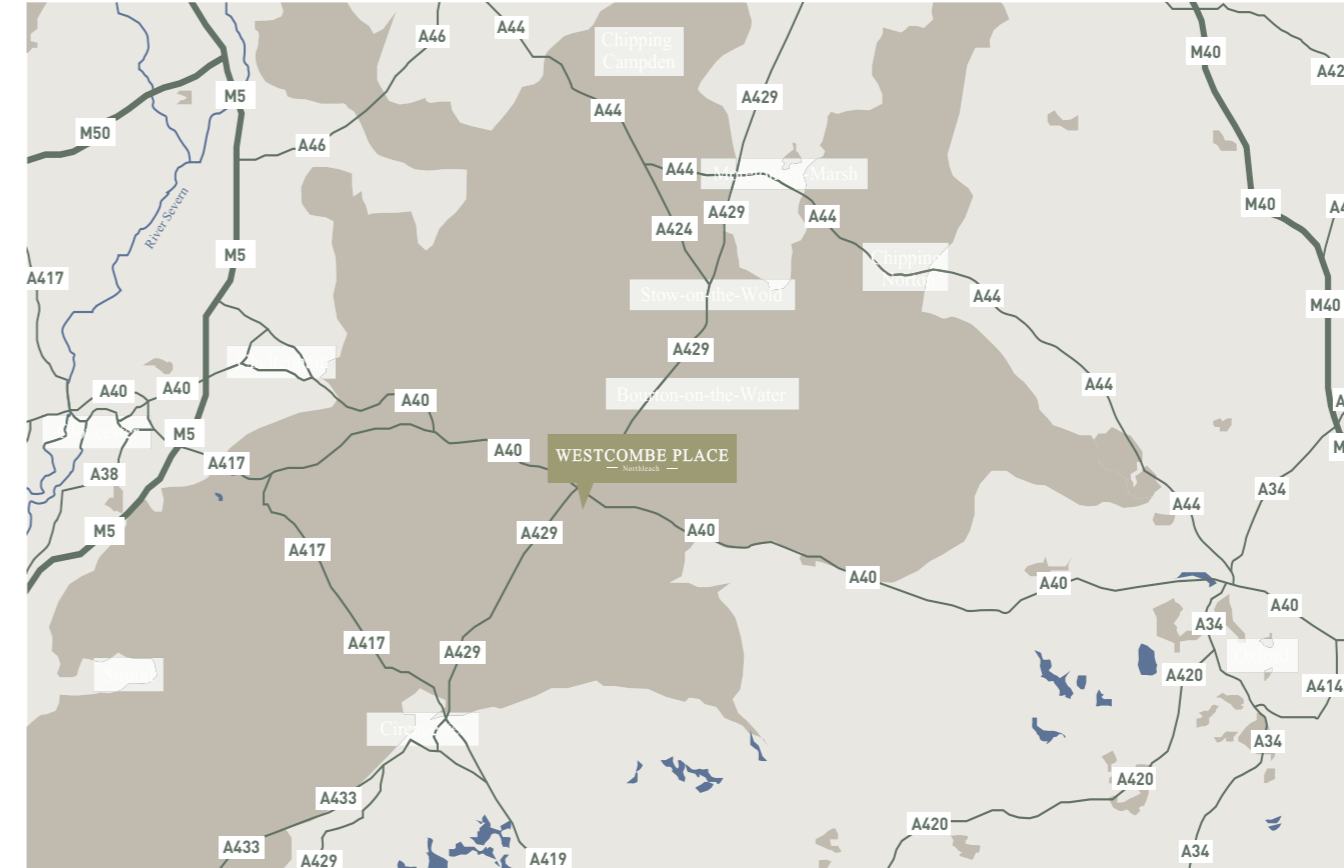 A46
A44
Chipping
Campden
M40
A42
M5
A44
A429
M50
A46
A44
Marsh
River Severn
A424
A429
A44
M40
M5
A417
Chipping
Norton
Stow-on-the-Wold
A44
M40
A429
A40
A40
A40
Bourton-on-the-Water
A44
M5
A417
A40
WESTCOMBE PLACE
Northleach
A38
M5
A417
A429
A40
A44
A34
A40
A40
A40
A417
A429
A34
A420
A414
Cirencester
A34
A433
A420
A433
A429
A419
A420
A34